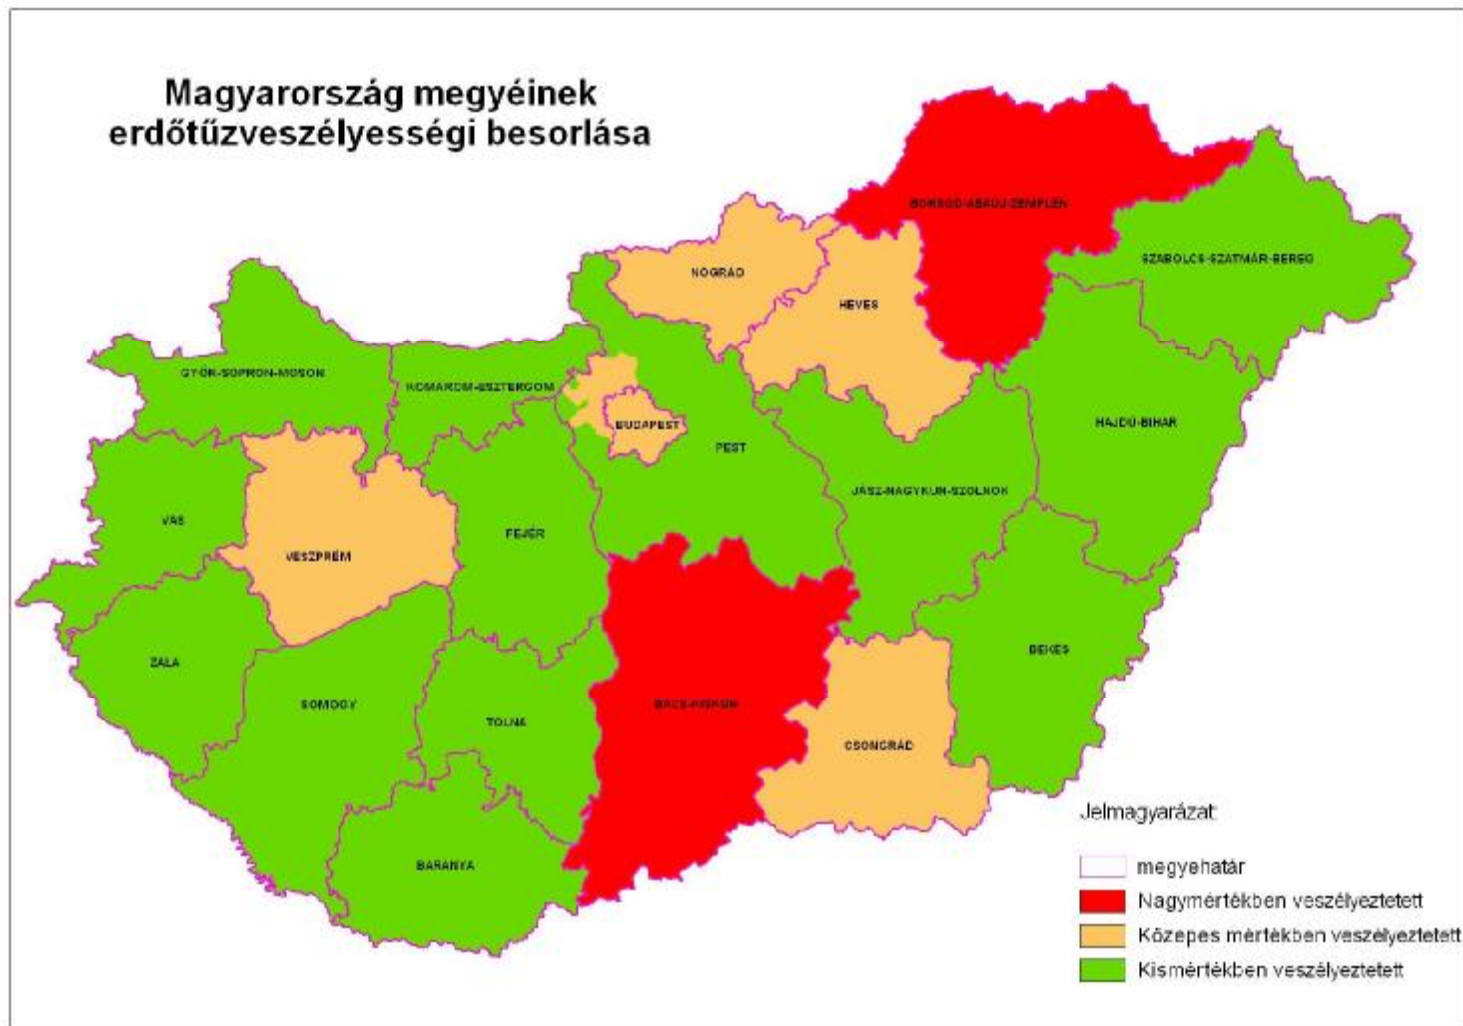 Magyarország megyéinek
erdőtűzveszélyességi besorlása
BORSOD-ABAÚJ-ZEMPLÉN
SZABOLCS-SZATMÁR-BEREG
NÓGRÁD
HEVES
GYŐR-SOPRON-MOSON
KOMÁROM-ESZTERGOM
BUDAPEST
PEST
HAJDÚ-BIHAR
JÁSZ-NAGYKUN-SZOLNOK
VAS
VESZPRÉM
FEJÉR
ZALA
SOMOGY
TOLNA
BÁCS-KISKUN
CSONGRÁD
BÉKÉS
BARANYA
Jelmagyarázat:
megyehatár
Nagymértékben veszélyeztetett
Közepes mértékben veszélyeztetett
Kismértékben veszélyeztetett